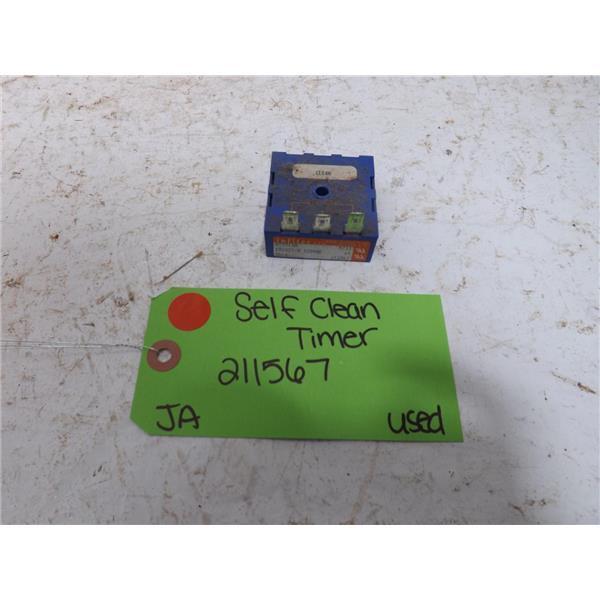 CLEAN
Self Clean
Timer
211567
JA
used